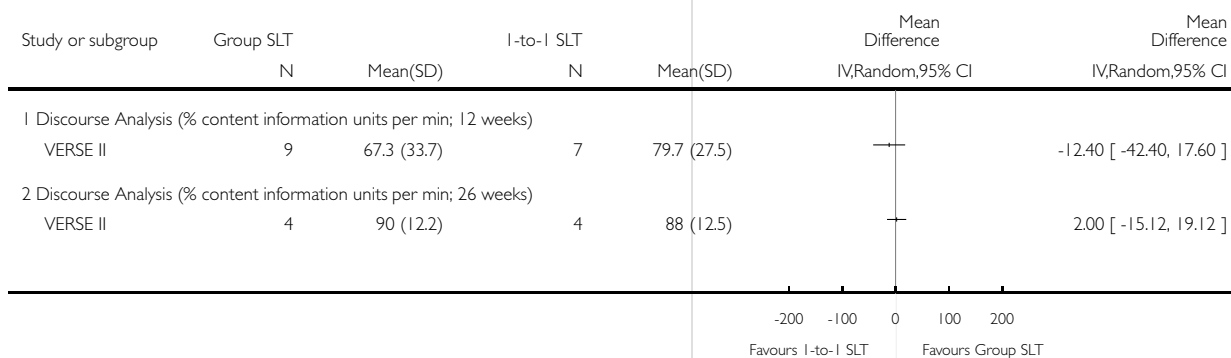 Study or subgroup Group SLT 1-to-1 SLT Mean Difference Mean Difference
N Mean(SD) N Mean(SD) IV,Random,95% CI IV,Random,95% CI
1 Discourse Analysis (% content information units per min; 12 weeks)
VERSE II 9 67.3 (33.7) 7 79.7 (27.5) -12.40 [ -42.40, 17.60 ]
2 Discourse Analysis (% content information units per min; 26 weeks)
VERSE II 4 90 (12.2) 4 88 (12.5) 2.00 [ -15.12, 19.12 ]
-200 -100 0 100 200
Favours 1-to-1 SLT Favours Group SLT